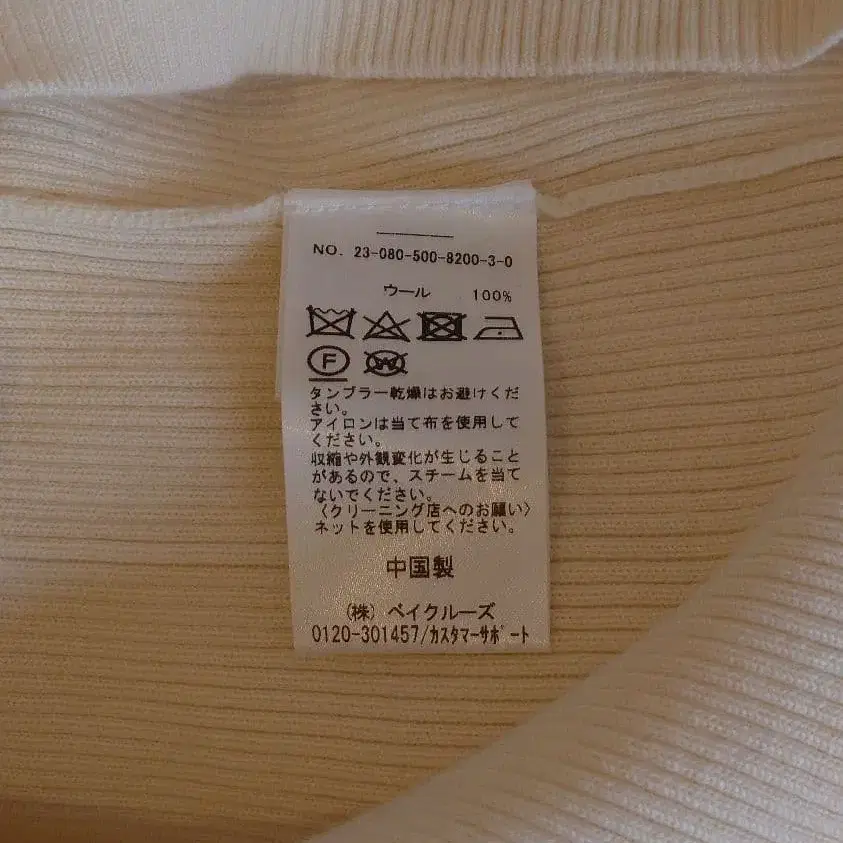 NO. 23-080-500-8200-3-0
ウール 100%
F
W
タンブラー乾燥はお避けくだ
さい。
アイロンは当て布を使用して
ください。
収縮や外観変化が生じること
があるので、スチームを当て
ないでください。
〈クリーニング店へのお願い〉
ネットを使用してください。
中国製
(株) ベイクルーズ
0120-301457/カスタマーサポート